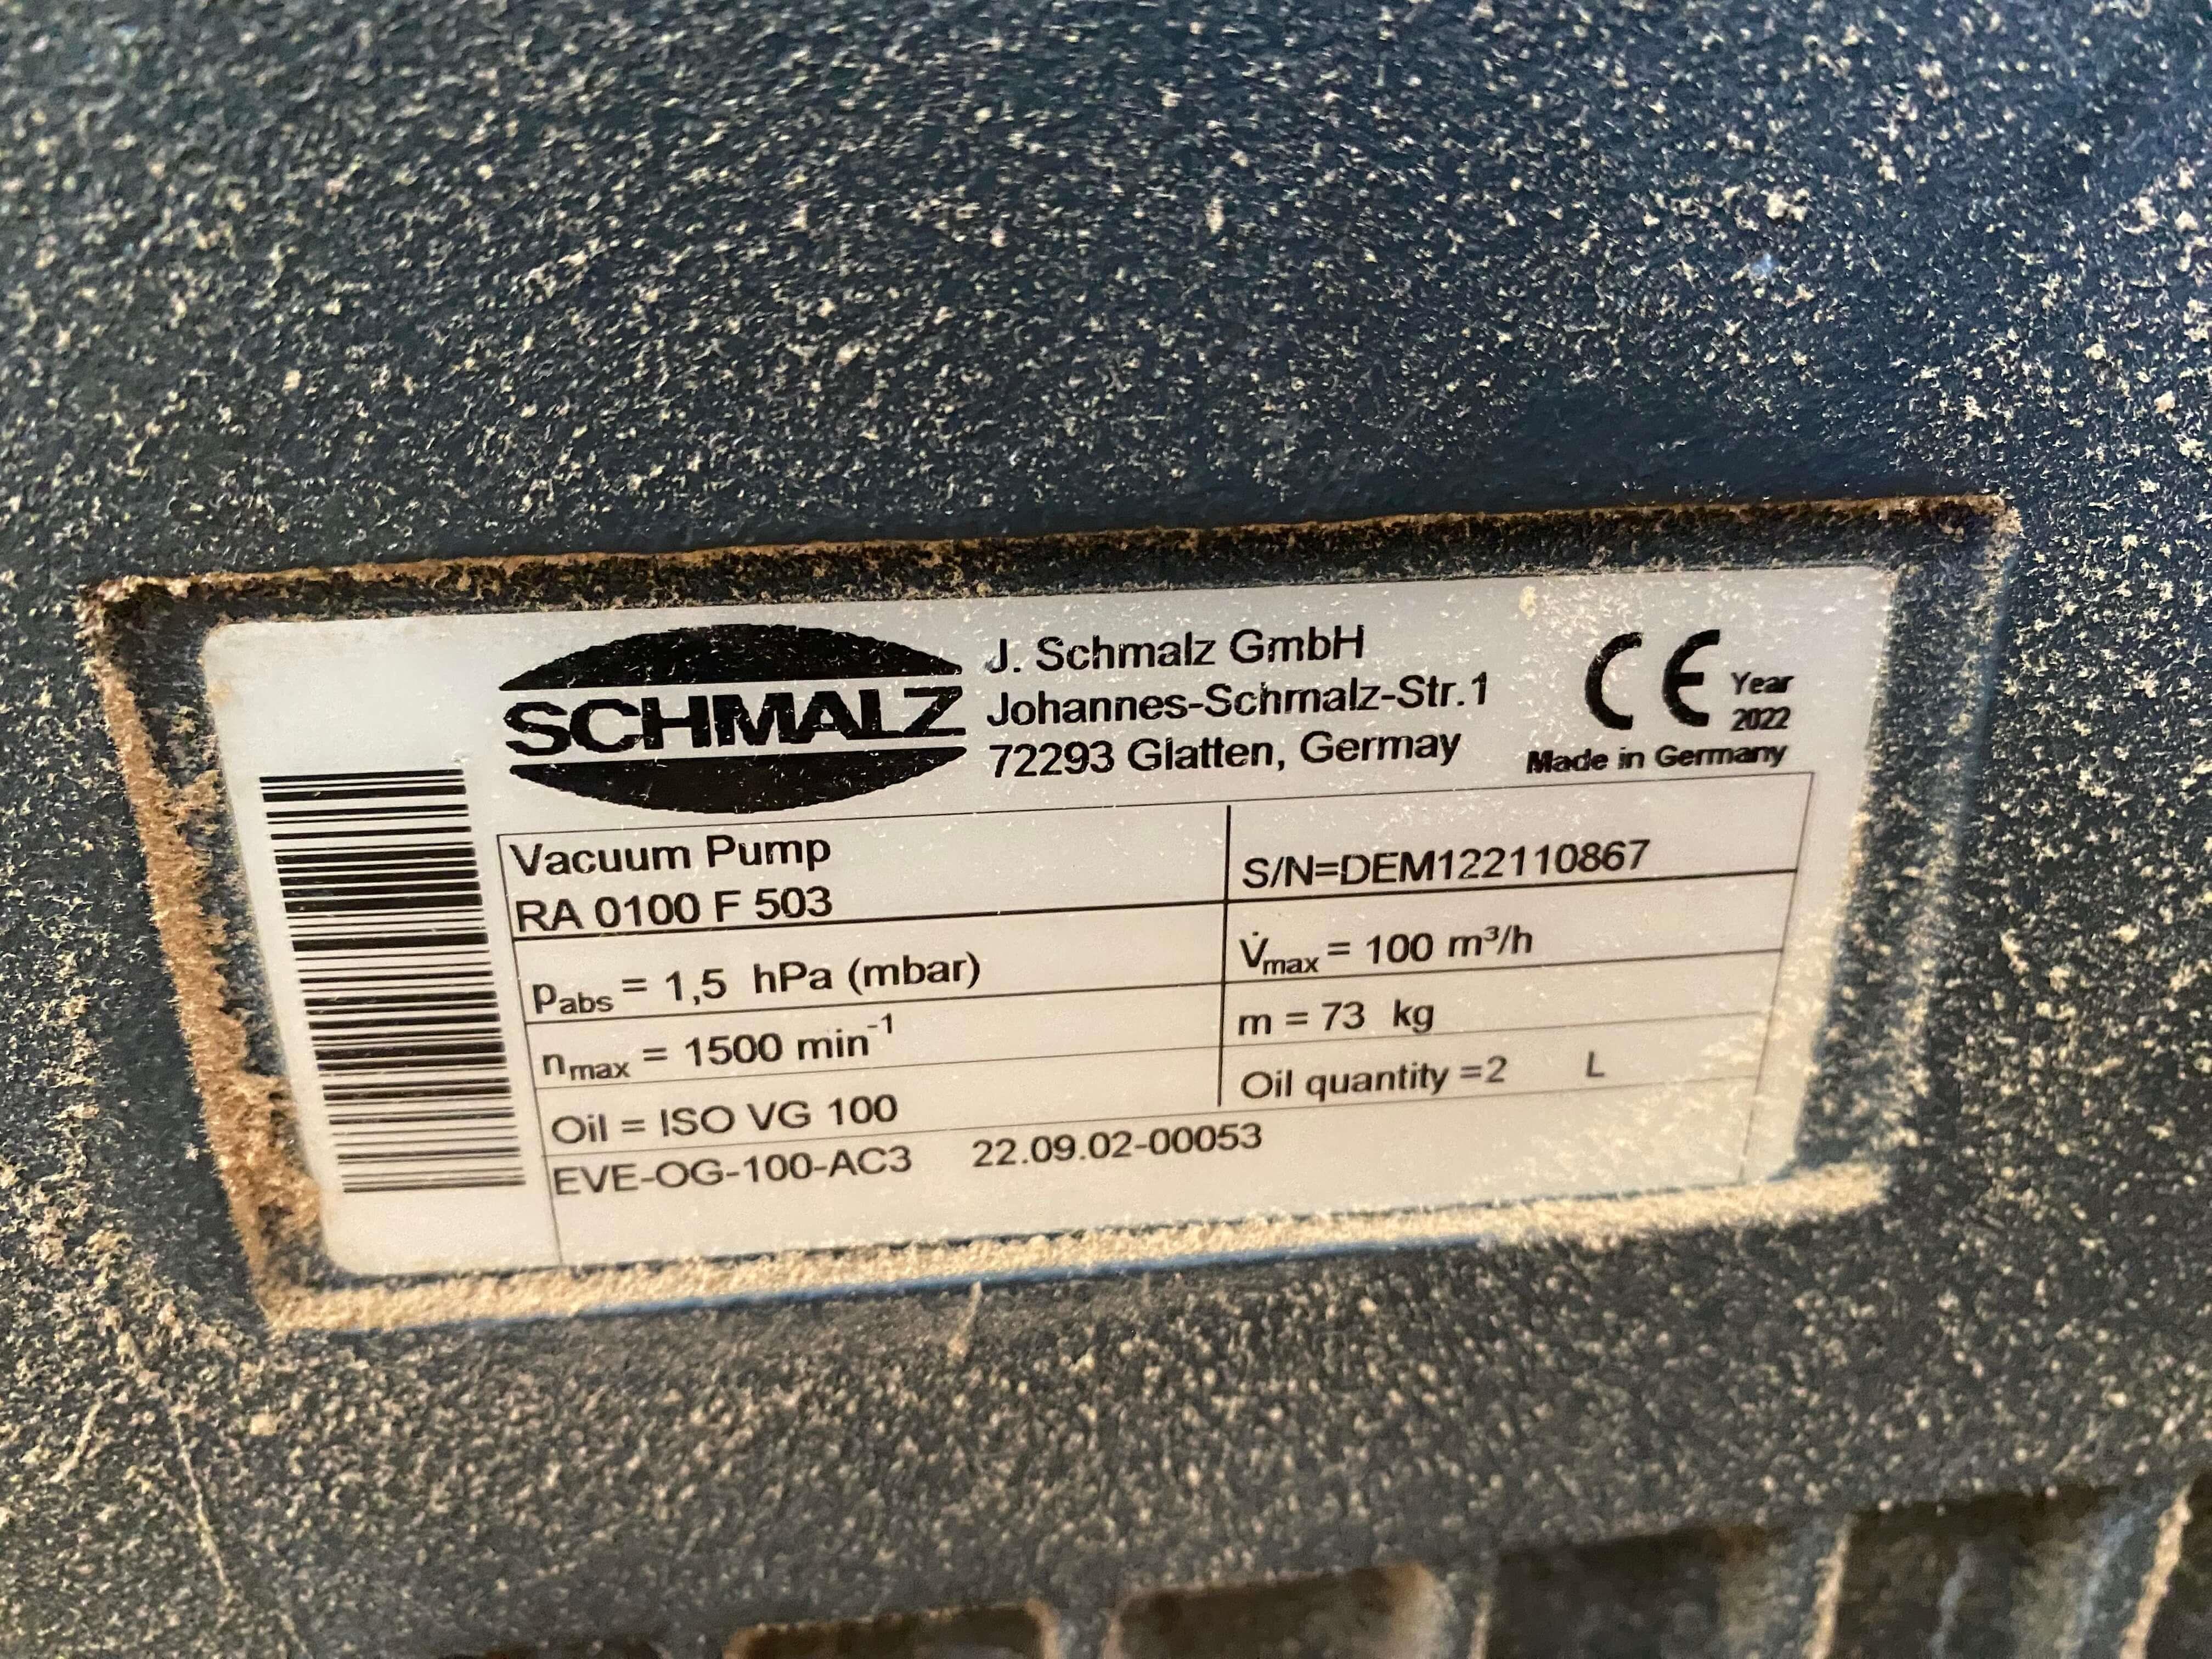 SCHMALZ
J. Schmalz GmbH
Johannes-Schmalz-Str.1
72293 Glatten, Germay
CE Year
2022
Made in Germany
Vacuum Pump
RA 0100 F 503
S/N=DEM122110867
pabs = 1,5 hPa (mbar)
V̇max = 100 m³/h
nmax = 1500 min⁻¹
m = 73 kg
Oil = ISO VG 100
Oil quantity =2 L
EVE-OG-100-AC3 22.09.02-00053